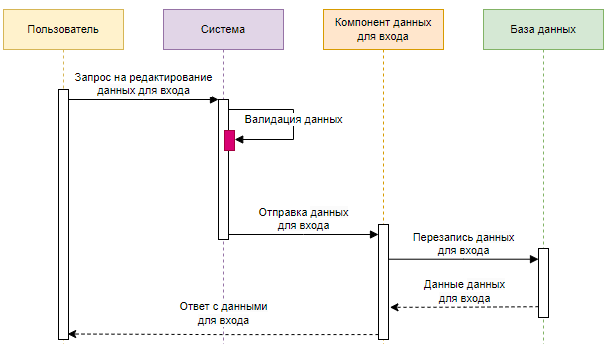 Пользователь
Система
Компонент данных
для входа
База данных
Запрос на редактирование
данных для входа
Валидация данных
Отправка данных
для входа
Перезапись данных
для входа
Данные данных
для входа
Ответ с данными
для входа